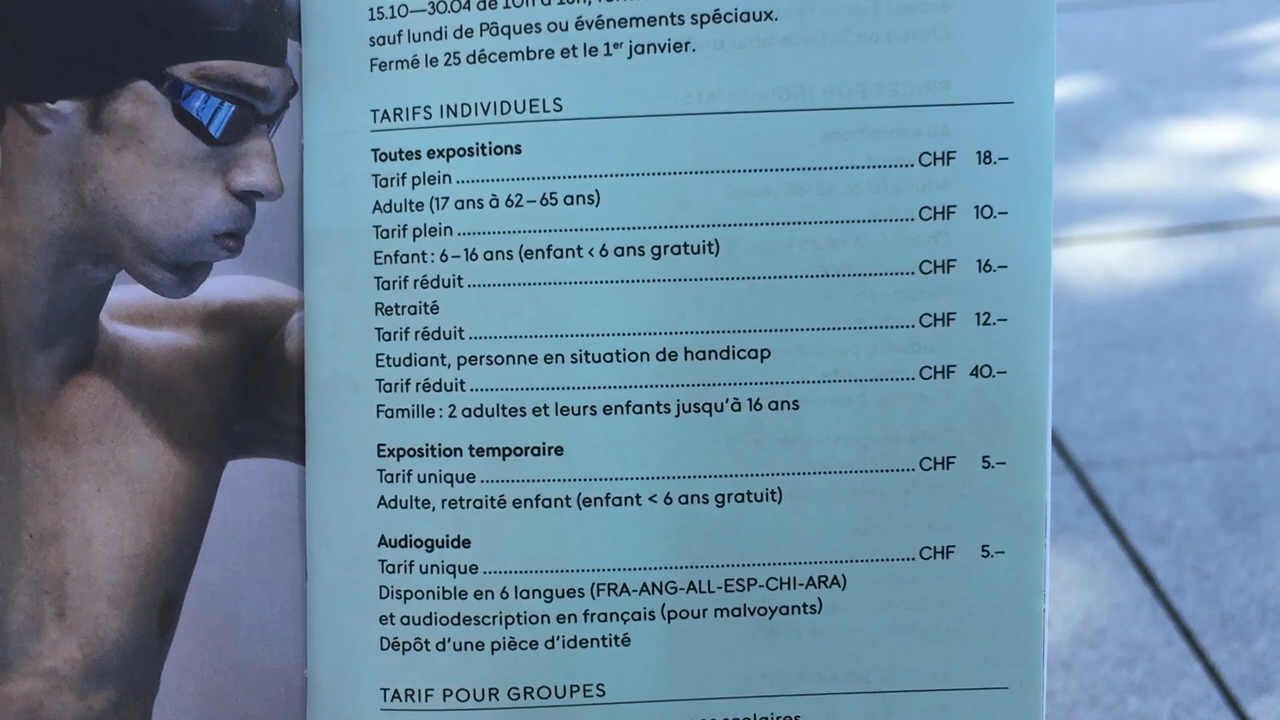 15.10—30.04 de 10h à 18h,
sauf lundi de Pâques ou événements spéciaux.
Fermé le 25 décembre et le 1er janvier.
TARIFS INDIVIDUELS
Toutes expositions
Tarif plein ........ CHF 18.–
Adulte (17 ans à 62–65 ans)
Tarif plein ........ CHF 10.–
Enfant : 6–16 ans (enfant < 6 ans gratuit)
Tarif réduit ........ CHF 16.–
Retraité
Tarif réduit ........ CHF 12.–
Etudiant, personne en situation de handicap
Tarif réduit ........ CHF 40.–
Famille : 2 adultes et leurs enfants jusqu'à 16 ans
Exposition temporaire
Tarif unique ........ CHF 5.–
Adulte, retraité enfant (enfant < 6 ans gratuit)
Audioguide
Tarif unique ........ CHF 5.–
Disponible en 6 langues (FRA-ANG-ALL-ESP-CHI-ARA)
et audiodescription en français (pour malvoyants)
Dépôt d'une pièce d'identité
TARIF POUR GROUPES
scolaires